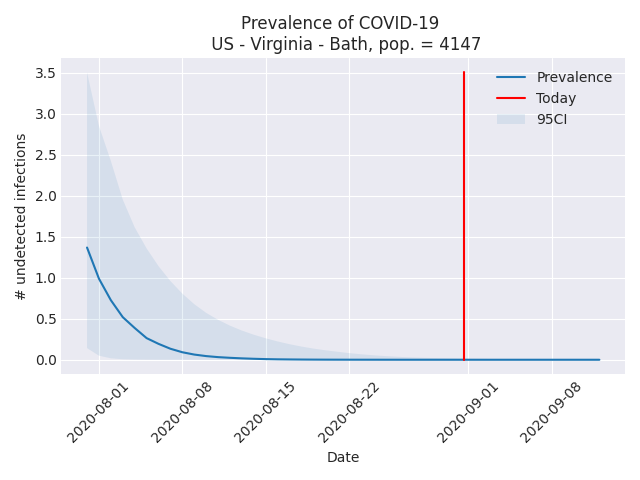 Prevalence of COVID-19
US - Virginia - Bath, pop. = 4147
Prevalence
Today
95CI
# undetected infections
3.5
3.0
2.5
2.0
1.5
1.0
0.5
0.0
2020-08-01
2020-08-08
2020-08-15
2020-08-22
2020-09-01
2020-09-08
Date